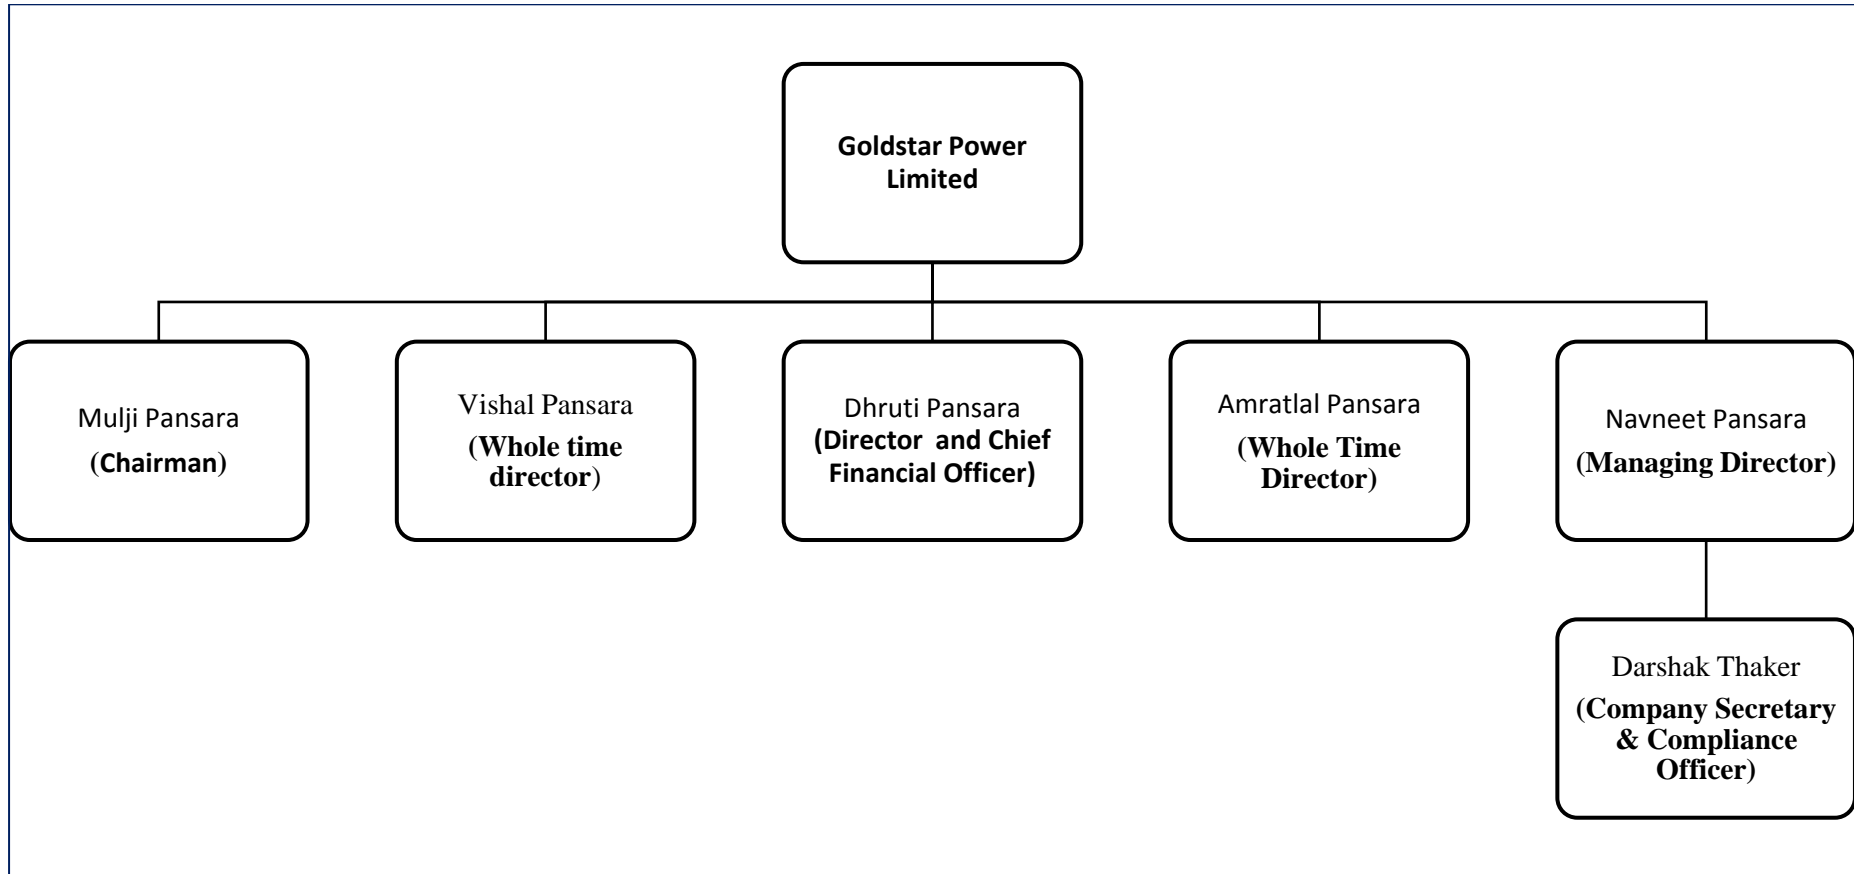 Goldstar Power
Limited
Mulji Pansara
(Chairman)
Vishal Pansara
(Whole time
director)
Dhruti Pansara
(Director and Chief
Financial Officer)
Amratlal Pansara
(Whole Time
Director)
Navneet Pansara
(Managing Director)
Darshak Thaker
(Company Secretary
& Compliance
Officer)